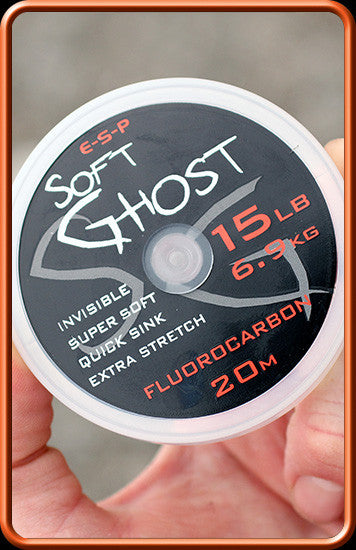 E-S-P
SOFT
GHOST
15LB
6.9KG
INVISIBLE
SUPER SOFT
QUICK SINK
EXTRA STRETCH
FLUOROCARBON
20M